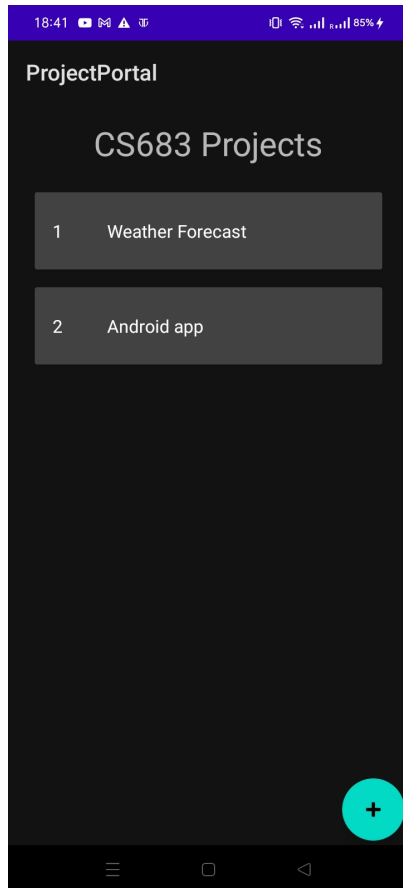 18:41 R 85%
ProjectPortal
CS683 Projects
1 Weather Forecast
2 Android app
+